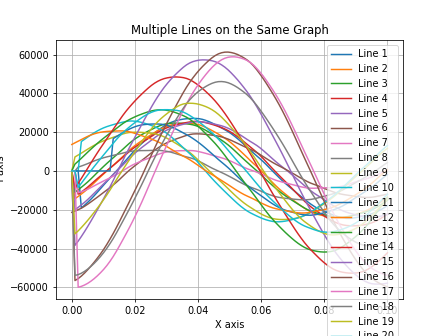 Multiple Lines on the Same Graph
60000
40000
20000
0
−20000
−40000
−60000
0.00
0.02
0.04
0.06
X axis
Line 1
Line 2
Line 3
Line 4
Line 5
Line 6
Line 7
Line 8
Line 9
Line 10
Line 11
Line 12
Line 13
Line 14
Line 15
Line 16
Line 17
Line 18
Line 19
Line 20